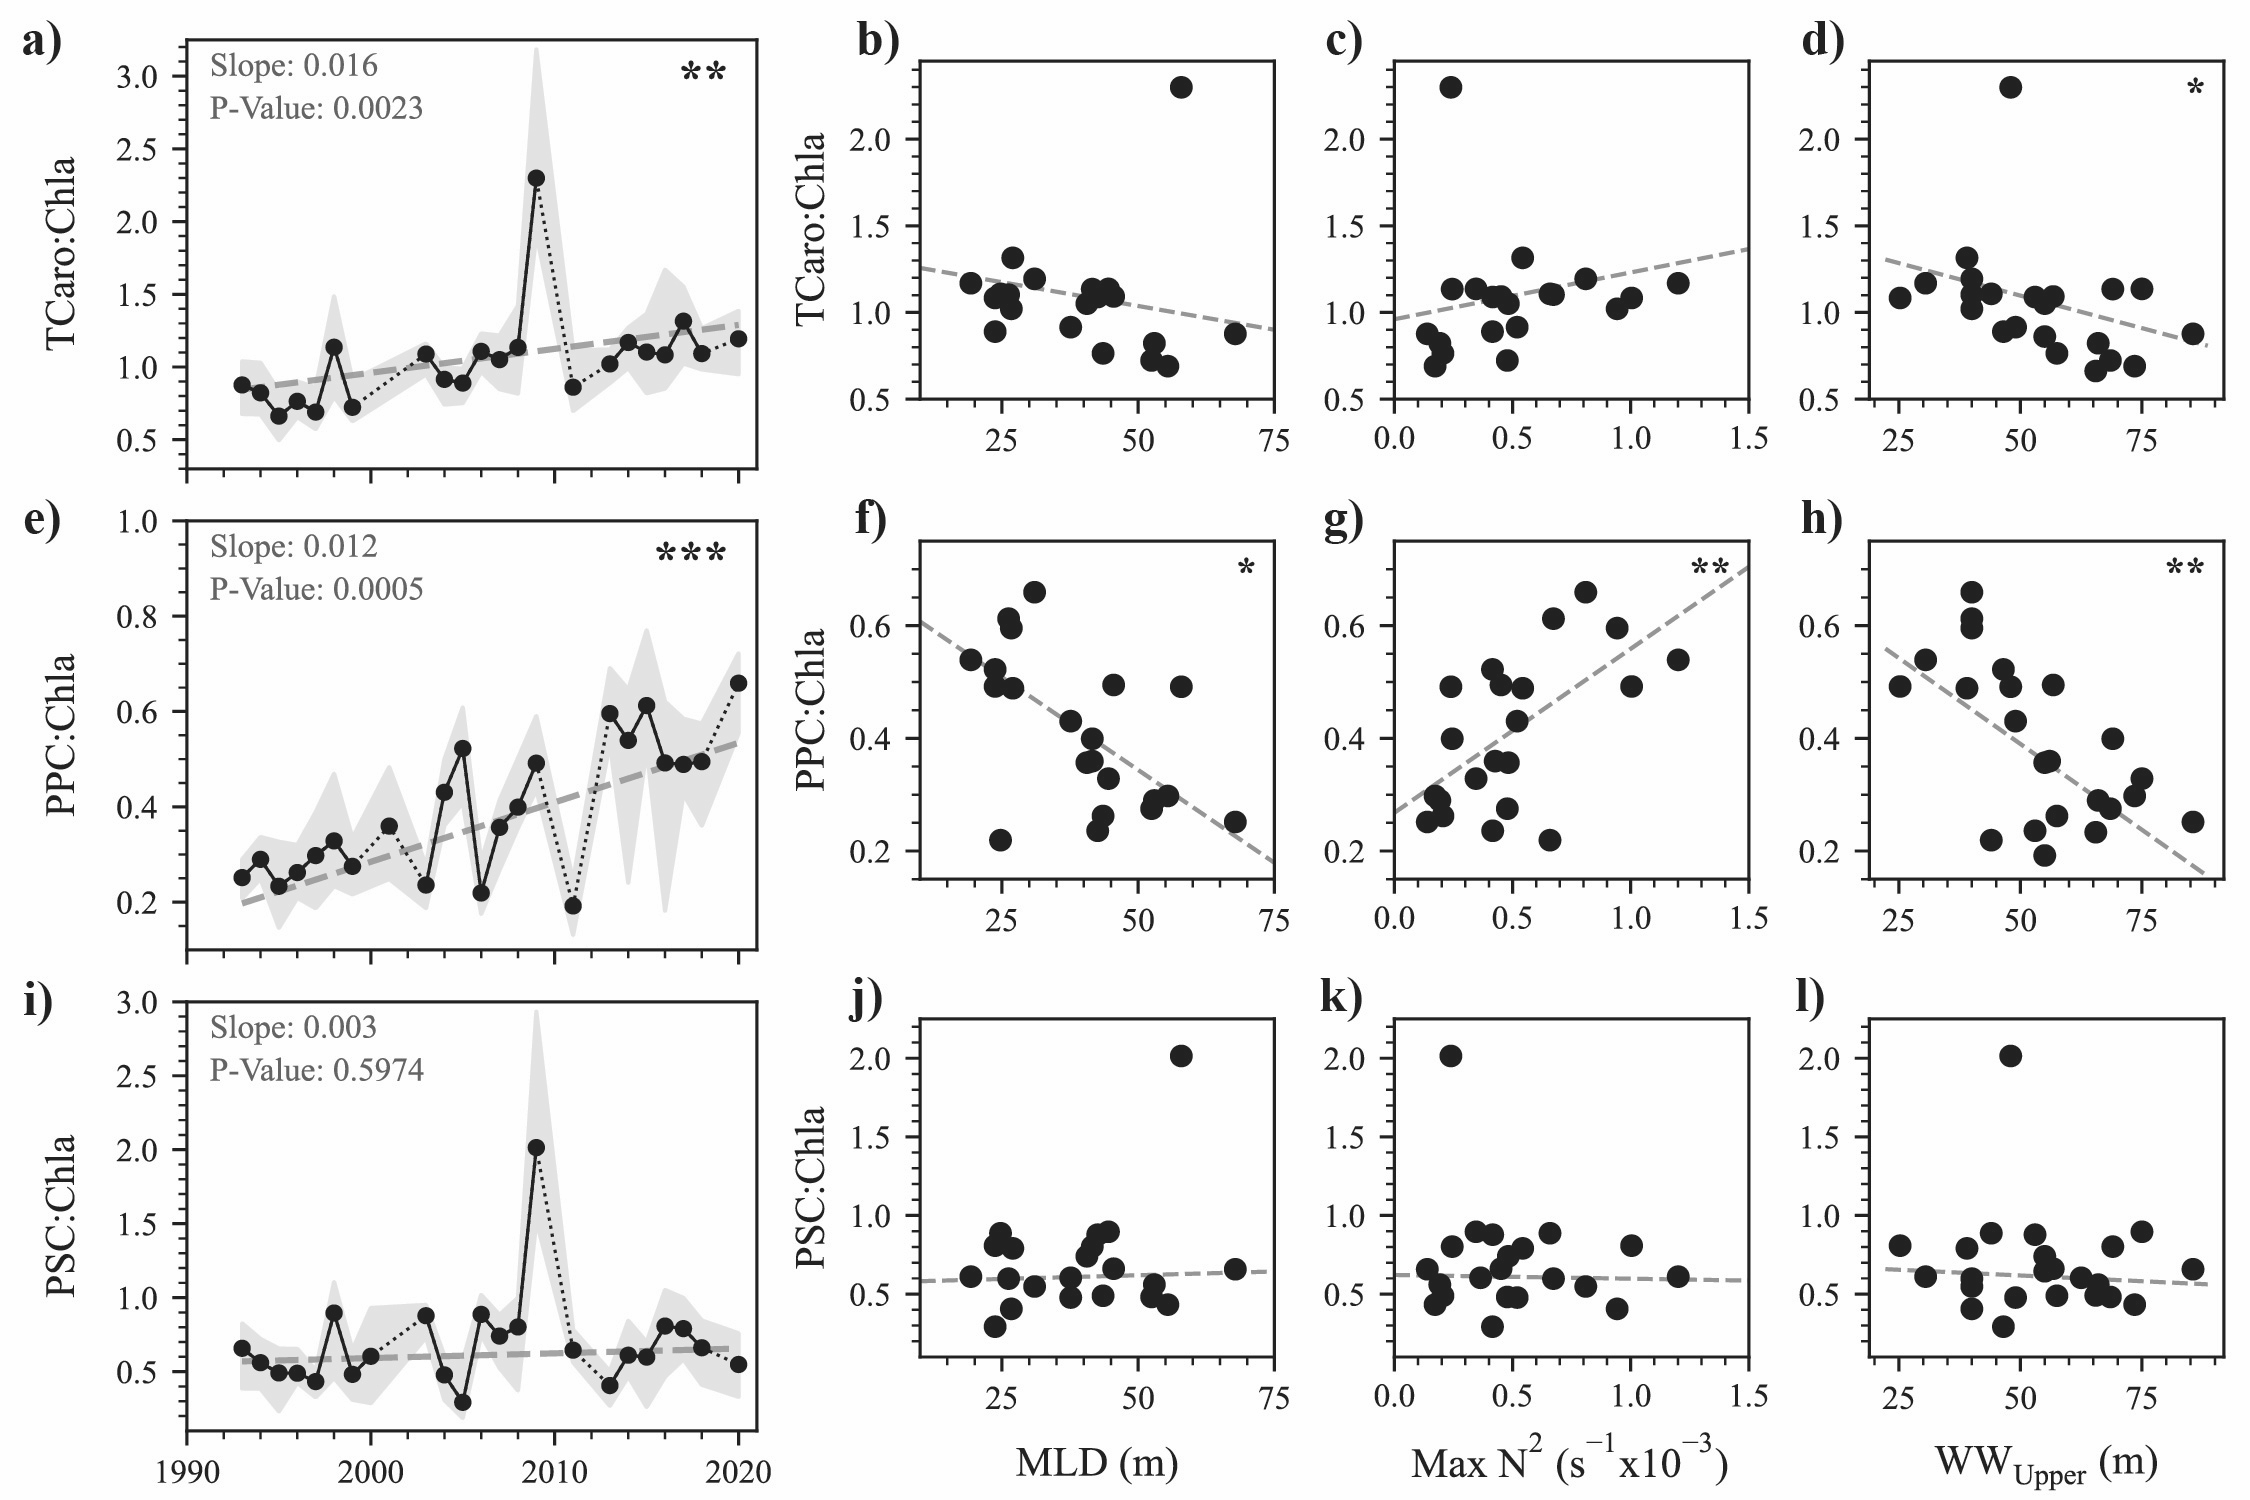 a)
Slope: 0.016
P-Value: 0.0023
**
TCaro:Chla
3.0
2.5
2.0
1.5
1.0
0.5
b)
TCaro:Chla
2.0
1.5
1.0
0.5
25 50 75
c)
2.0
1.5
1.0
0.5
0.0 0.5 1.0 1.5
d)
*
2.0
1.5
1.0
0.5
25 50 75
e)
Slope: 0.012
P-Value: 0.0005
***
PPC:Chla
1.0
0.8
0.6
0.4
0.2
f)
*
PPC:Chla
0.6
0.4
0.2
25 50 75
g)
**
0.6
0.4
0.2
0.0 0.5 1.0 1.5
h)
**
0.6
0.4
0.2
25 50 75
i)
Slope: 0.003
P-Value: 0.5974
PSC:Chla
3.0
2.5
2.0
1.5
1.0
0.5
1990 2000 2010 2020
j)
PSC:Chla
2.0
1.5
1.0
0.5
25 50 75
MLD (m)
k)
2.0
1.5
1.0
0.5
0.0 0.5 1.0 1.5
Max N² (s⁻¹x10⁻³)
l)
2.0
1.5
1.0
0.5
25 50 75
WW_Upper (m)